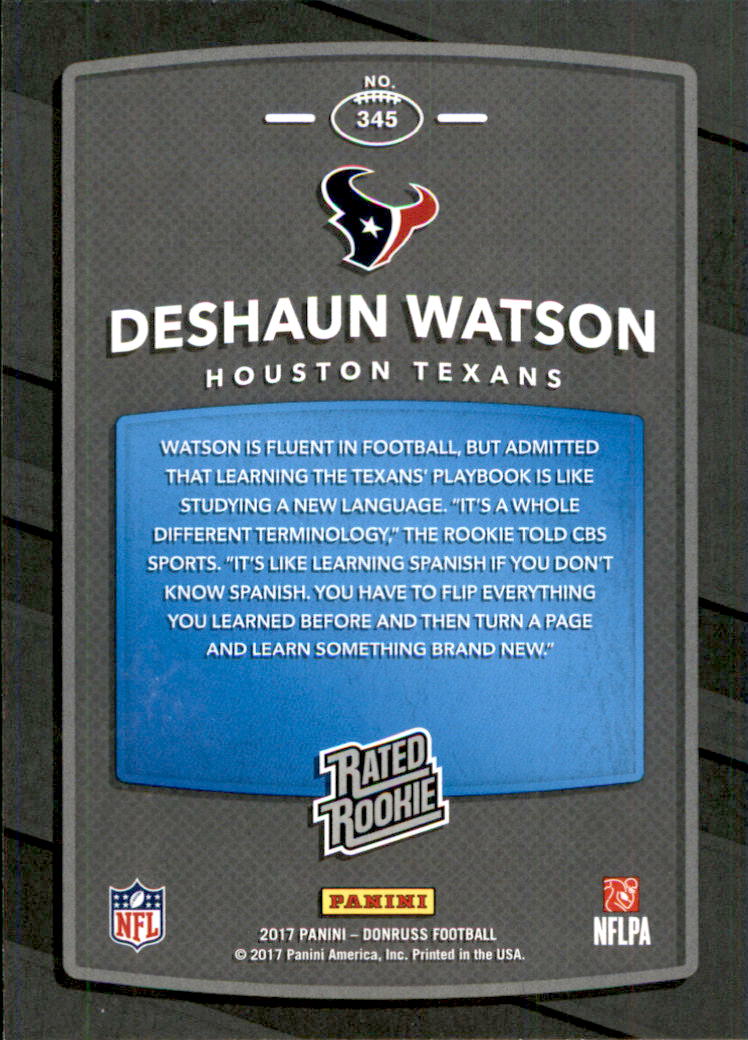 NO.
345
DESHAUN WATSON
HOUSTON TEXANS
WATSON IS FLUENT IN FOOTBALL, BUT ADMITTED
THAT LEARNING THE TEXANS' PLAYBOOK IS LIKE
STUDYING A NEW LANGUAGE. "IT'S A WHOLE
DIFFERENT TERMINOLOGY," THE ROOKIE TOLD CBS
SPORTS. "IT'S LIKE LEARNING SPANISH IF YOU DON'T
KNOW SPANISH. YOU HAVE TO FLIP EVERYTHING
YOU LEARNED BEFORE AND THEN TURN A PAGE
AND LEARN SOMETHING BRAND NEW."
RATED
ROOKIE
NFL
PANINI
NFLPA
2017 PANINI – DONRUSS FOOTBALL
© 2017 Panini America, Inc. Printed in the USA.